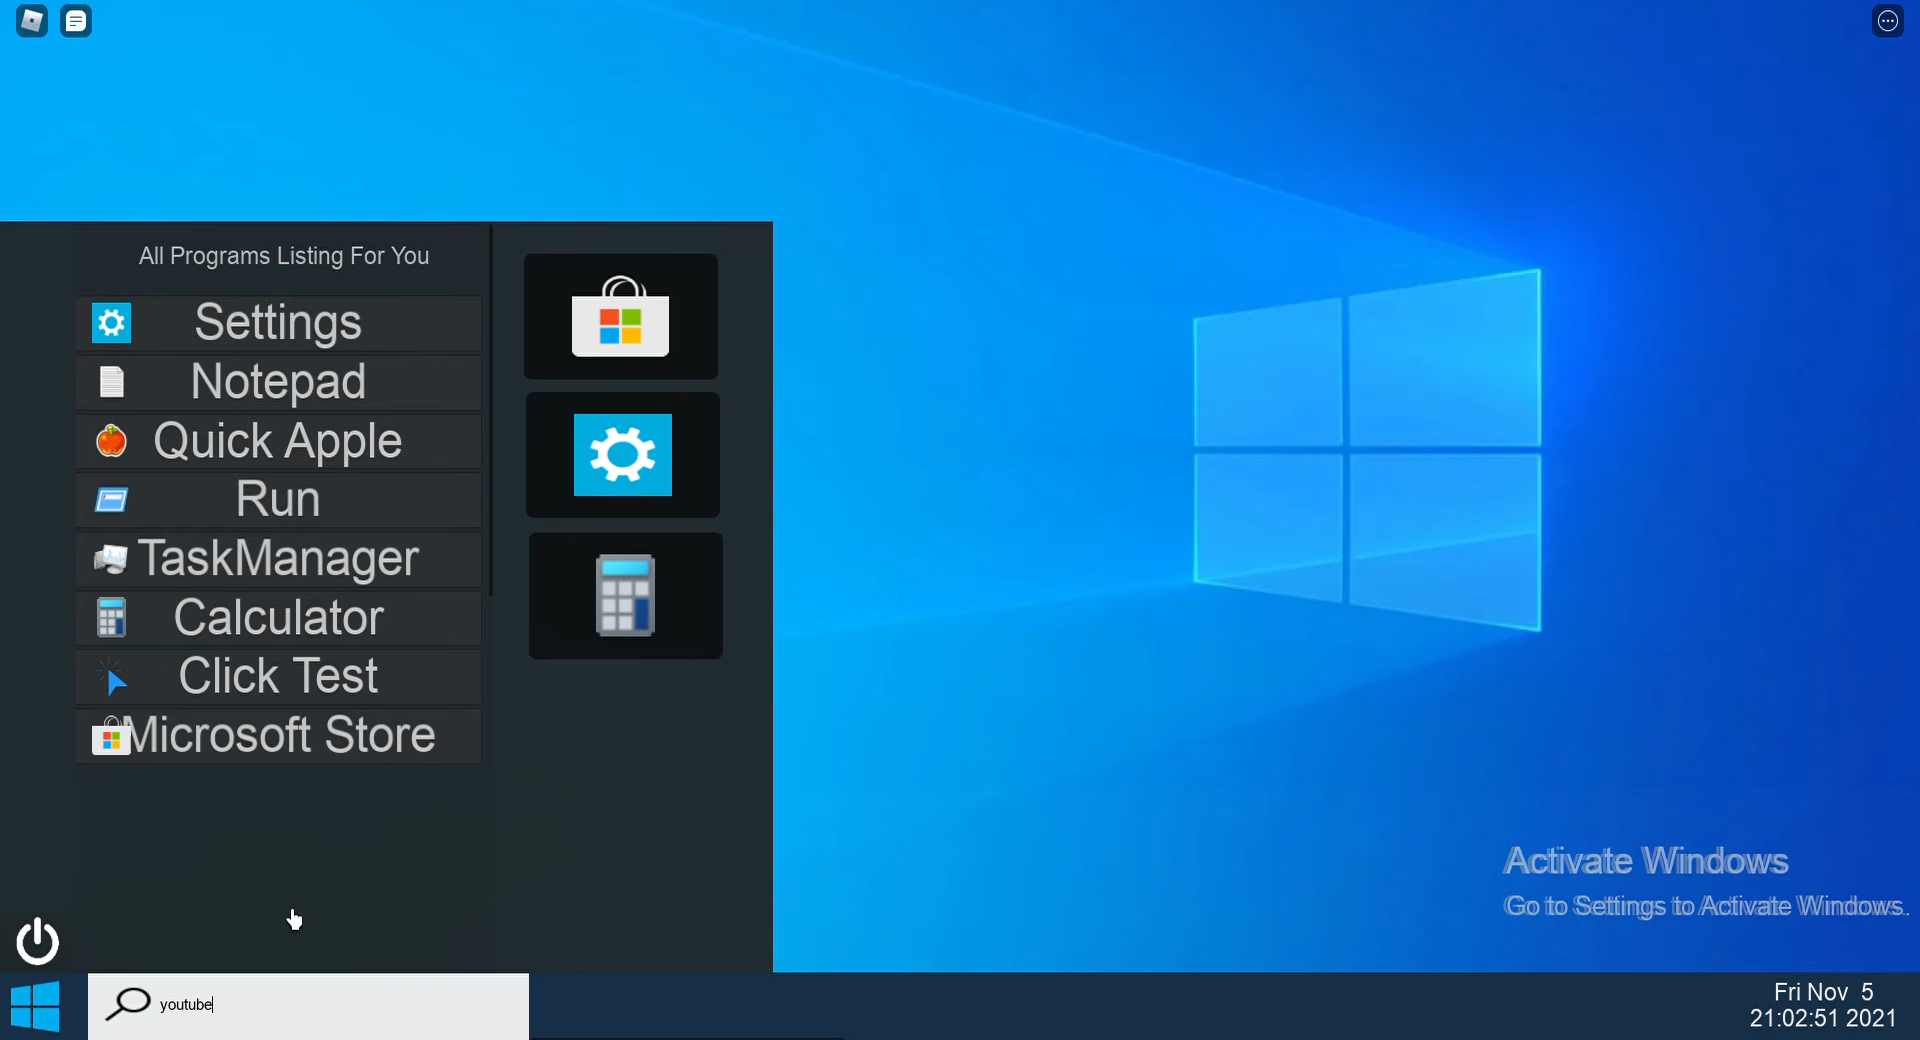 All Programs Listing For You
Settings
Notepad
Quick Apple
Run
TaskManager
Calculator
Click Test
Microsoft Store
Activate Windows
Go to Settings to Activate Windows.
youtube
Fri Nov 5
21:02:51 2021